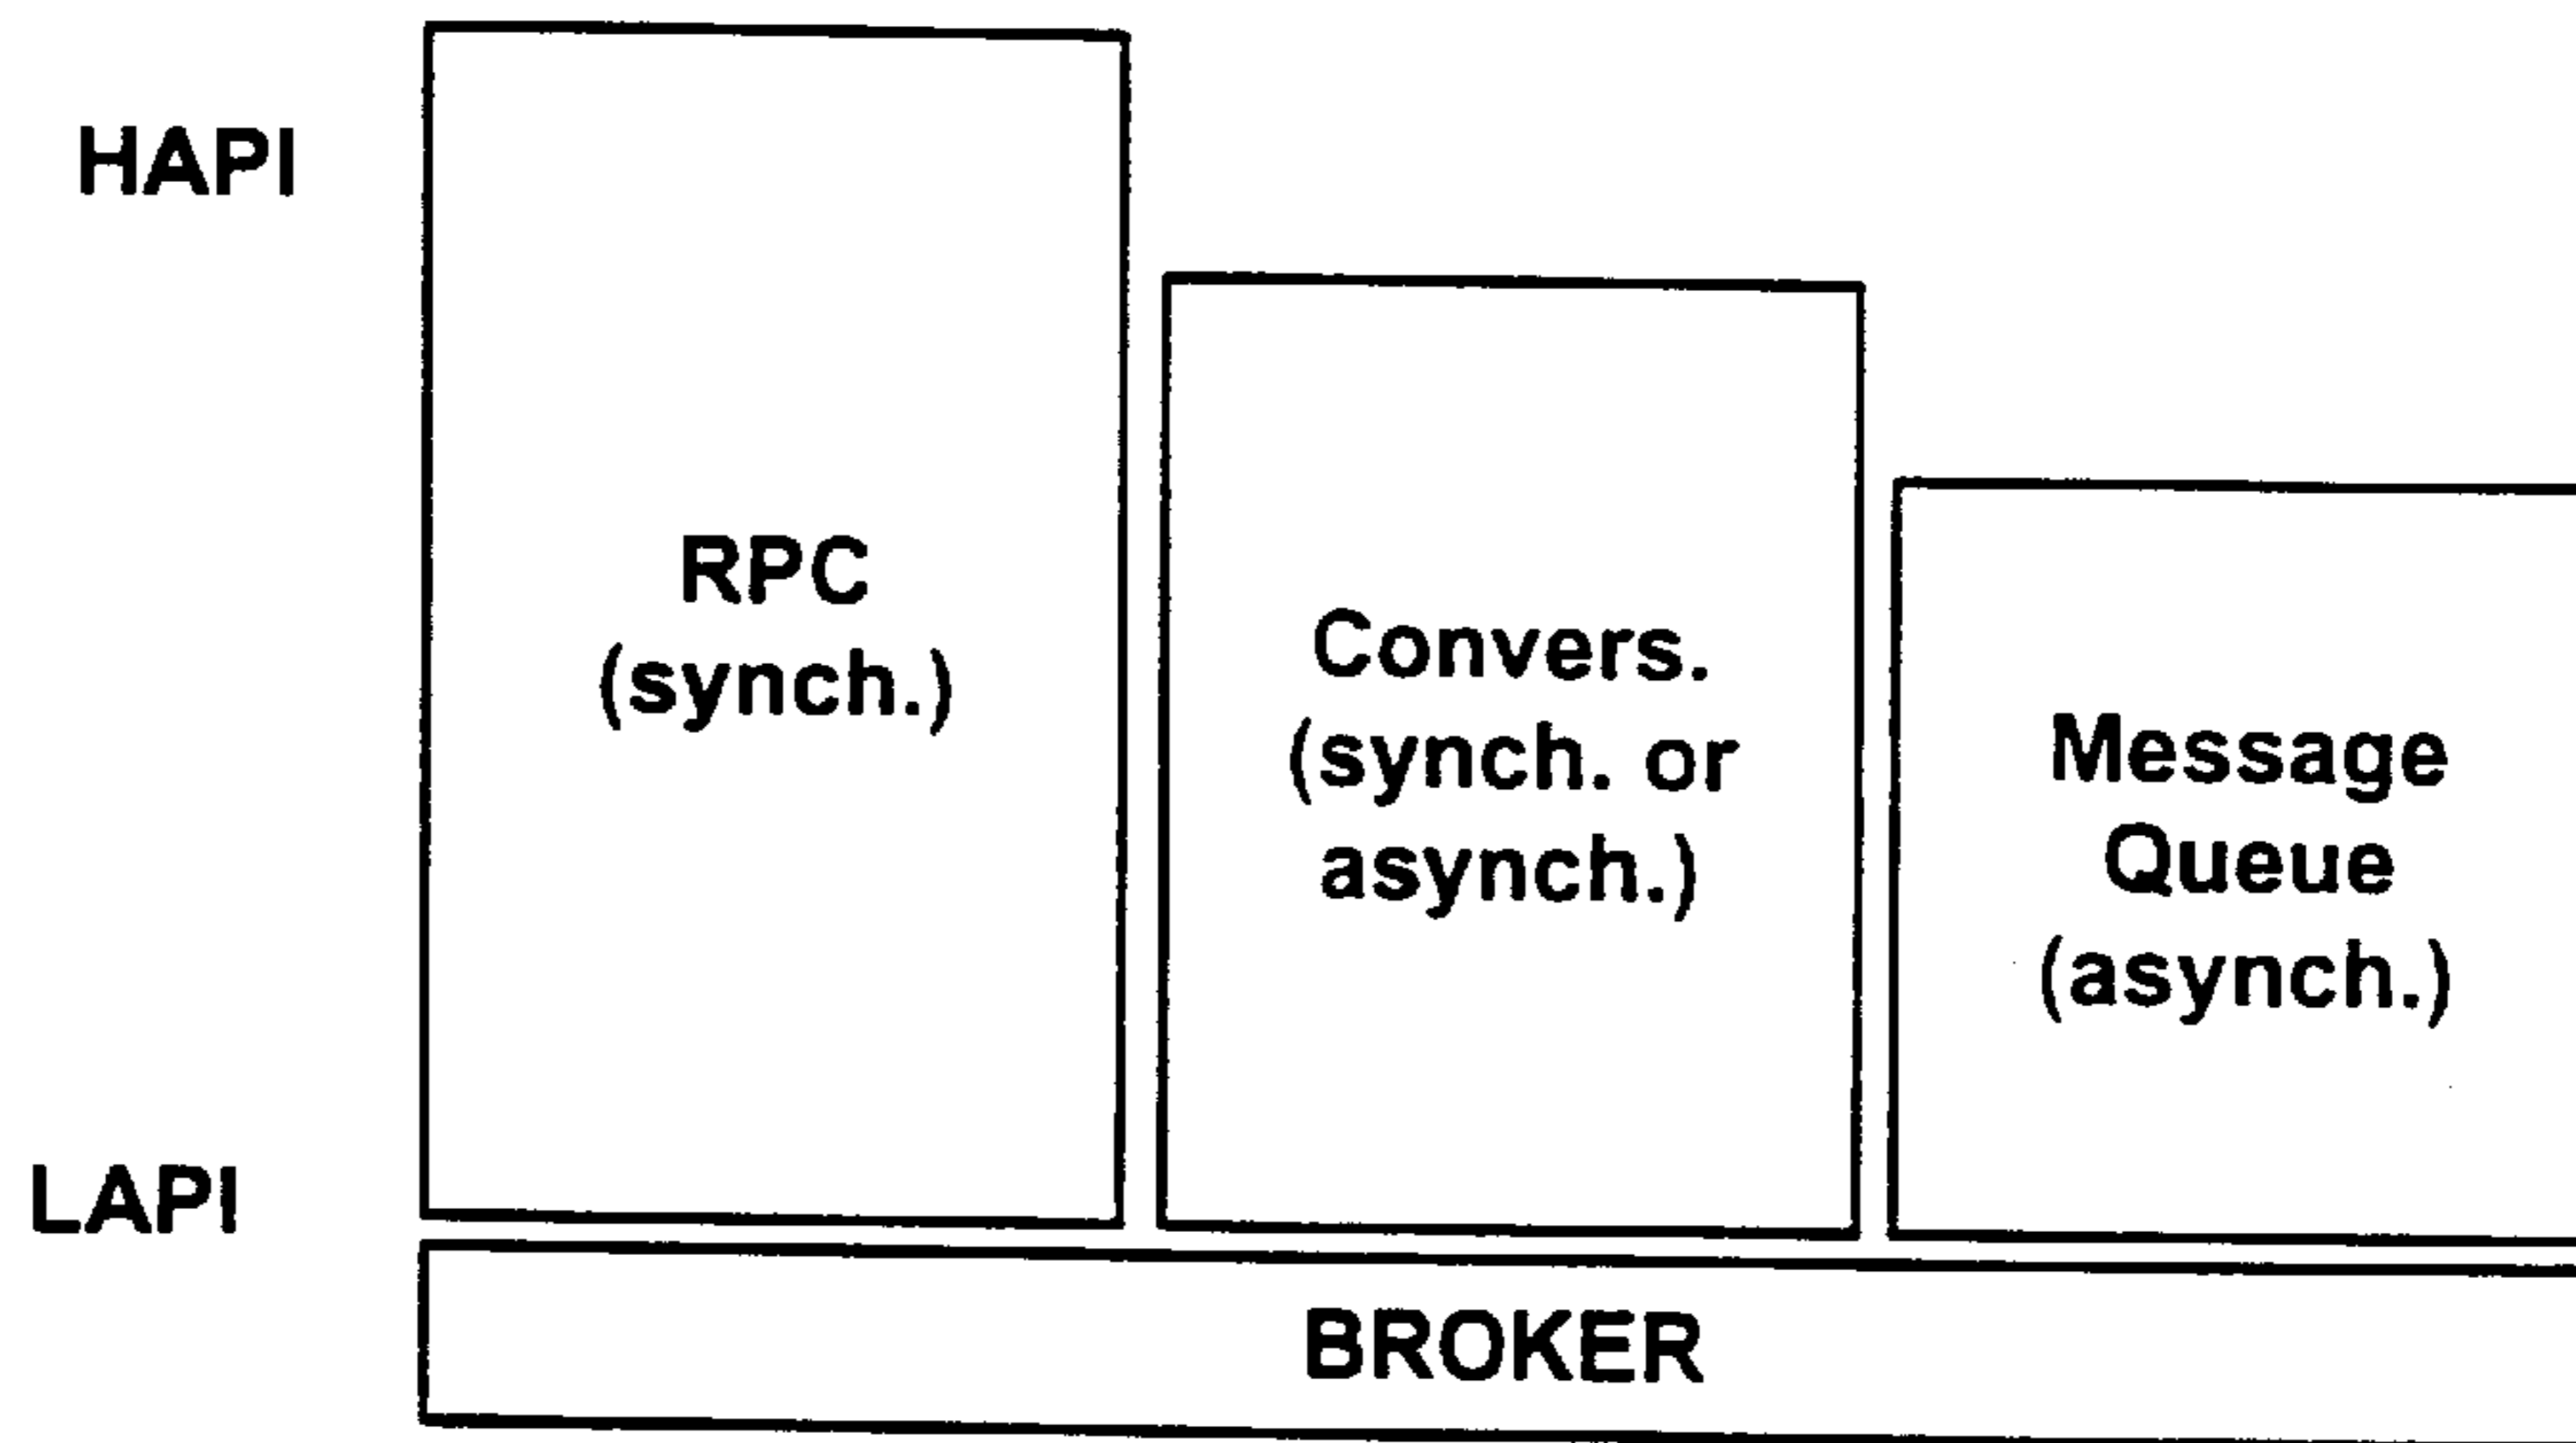 HAPI
RPC
(synch.)
Convers.
(synch. or
asynch.)
Message
Queue
(asynch.)
LAPI
BROKER